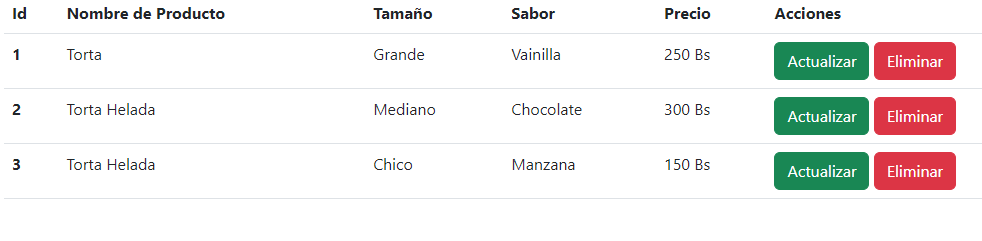 Id Nombre de Producto Tamaño Sabor Precio Acciones
1 Torta Grande Vainilla 250 Bs Actualizar Eliminar
2 Torta Helada Mediano Chocolate 300 Bs Actualizar Eliminar
3 Torta Helada Chico Manzana 150 Bs Actualizar Eliminar